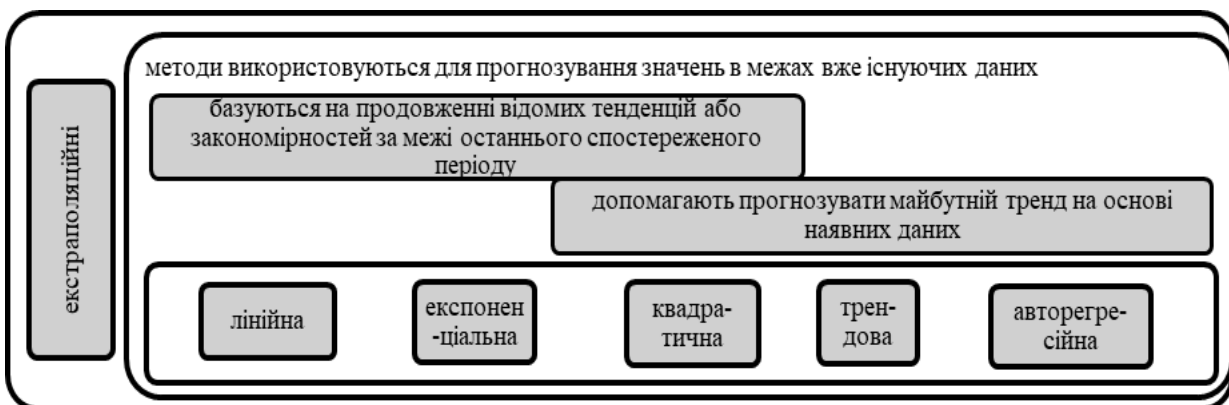 екстраполяційні
методи використовуються для прогнозування значень в межах вже існуючих даних
базуються на продовженні відомих тенденцій або
закономірностей за межі останнього спостереженого
періоду
допомагають прогнозувати майбутній тренд на основі
наявних даних
лінійна
експонен
-ціальна
квадра-
тична
трен-
дова
авторегре-
сійна